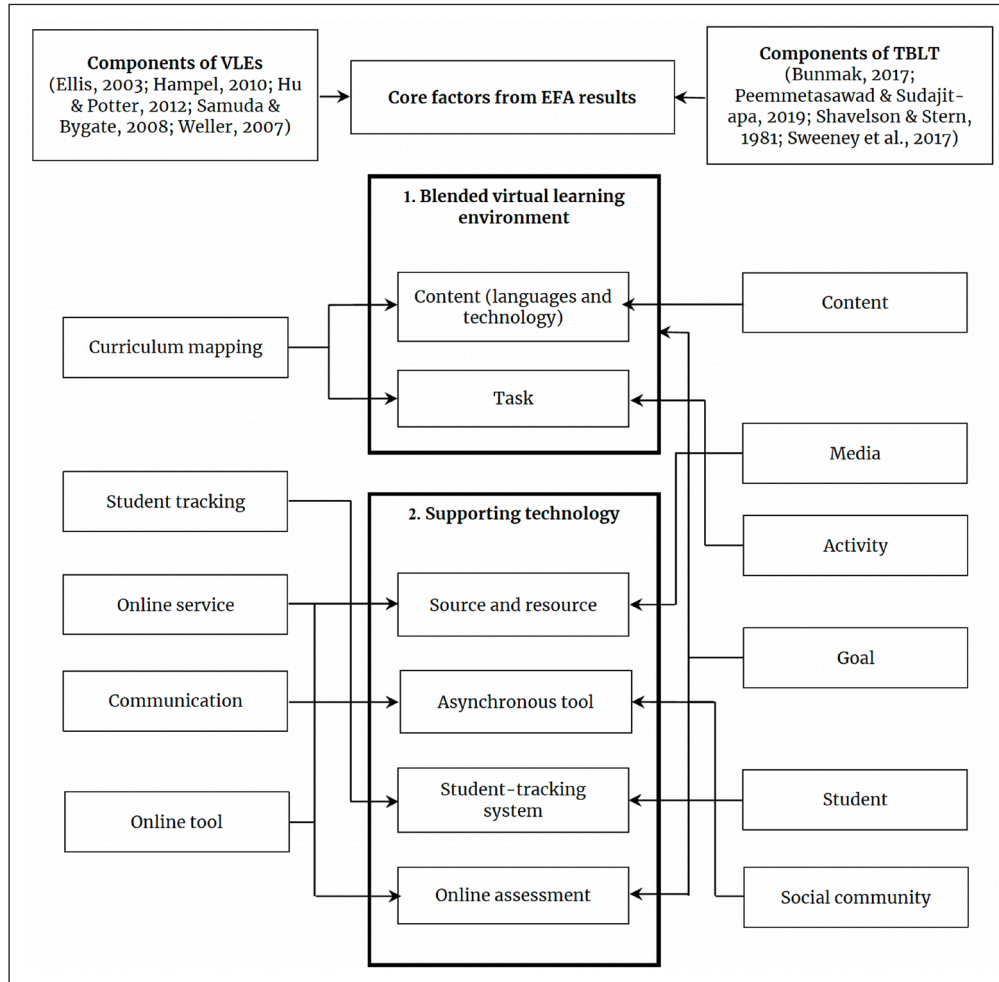 Components of VLEs
(Ellis, 2003; Hampel, 2010; Hu
& Potter, 2012; Samuda &
Bygate, 2008; Weller, 2007)
Core factors from EFA results
Components of TBLT
(Bunmak, 2017;
Peemmetasawad & Sudajit-
apa, 2019; Shavelson & Stern,
1981; Sweeney et al., 2017)
1. Blended virtual learning
environment
Content (languages and
technology)
Content
Curriculum mapping
Task
Media
Student tracking
2. Supporting technology
Activity
Online service
Source and resource
Goal
Communication
Asynchronous tool
Student-tracking
system
Student
Online tool
Online assessment
Social community